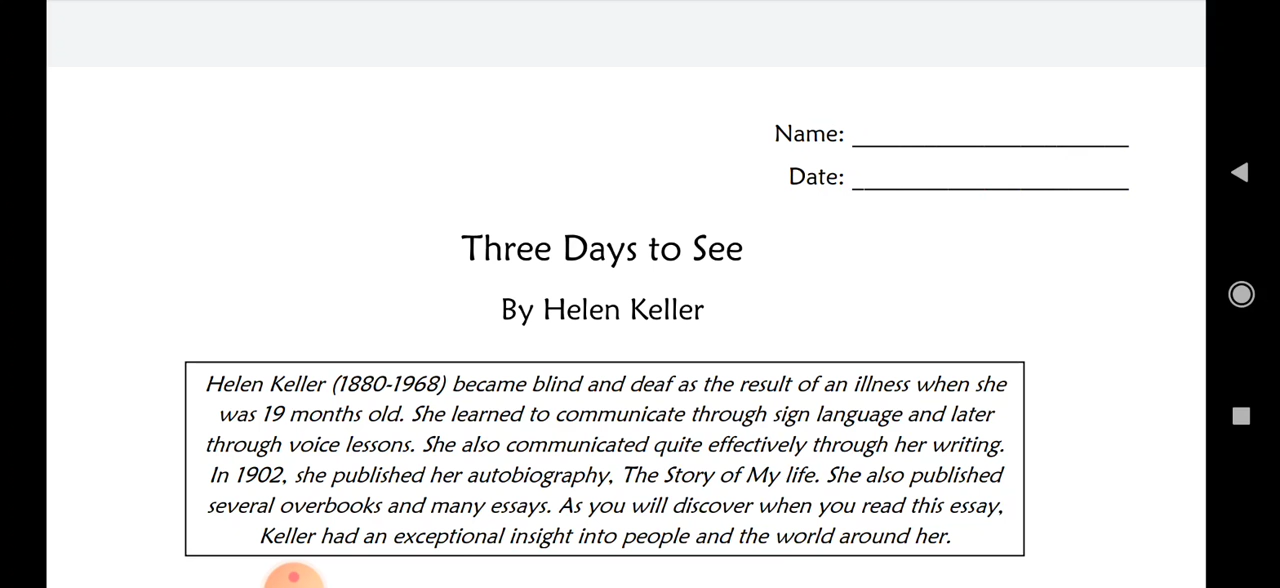 Name: ____________________
Date: ____________________
Three Days to See
By Helen Keller
Helen Keller (1880-1968) became blind and deaf as the result of an illness when she
was 19 months old. She learned to communicate through sign language and later
through voice lessons. She also communicated quite effectively through her writing.
In 1902, she published her autobiography, The Story of My life. She also published
several overbooks and many essays. As you will discover when you read this essay,
Keller had an exceptional insight into people and the world around her.